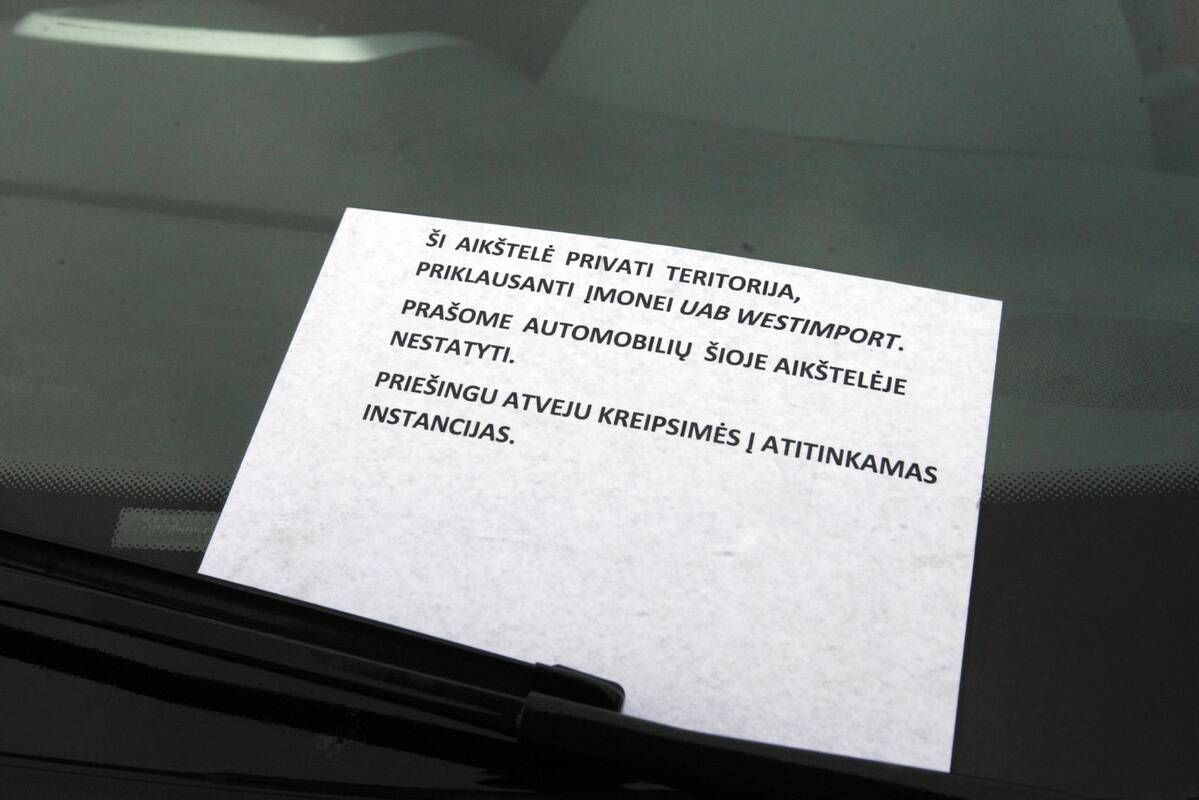 ŠI AIKŠTELĖ PRIVATI TERITORIJA,
PRIKLAUSANTI ĮMONEI UAB WESTIMPORT.
PRAŠOME AUTOMOBILIŲ ŠIOJE AIKŠTELĖJE
NESTATYTI.
PRIEŠINGU ATVEJU KREIPSIMĖS Į ATITINKAMAS
INSTANCIJAS.